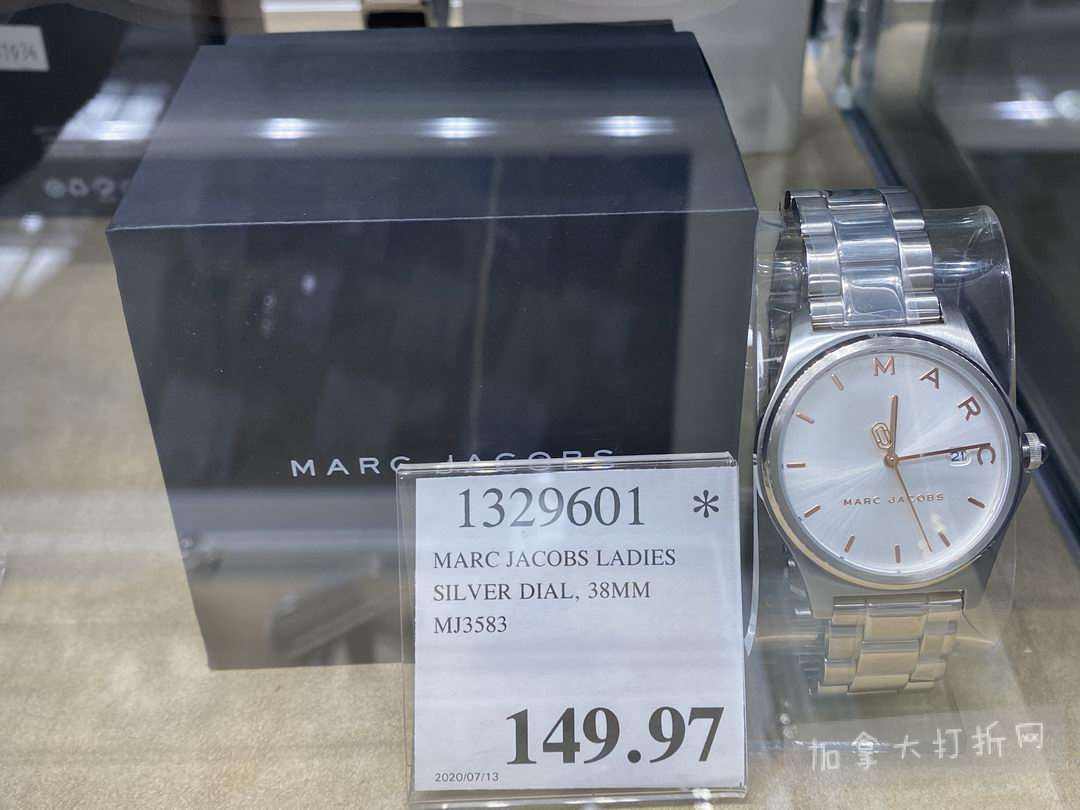 MARC JACOBS
1329601 *
MARC JACOBS LADIES
SILVER DIAL, 38MM
MJ3583
149.97
2020/07/13
MARC
21
MARC JACOBS
加拿大打折网